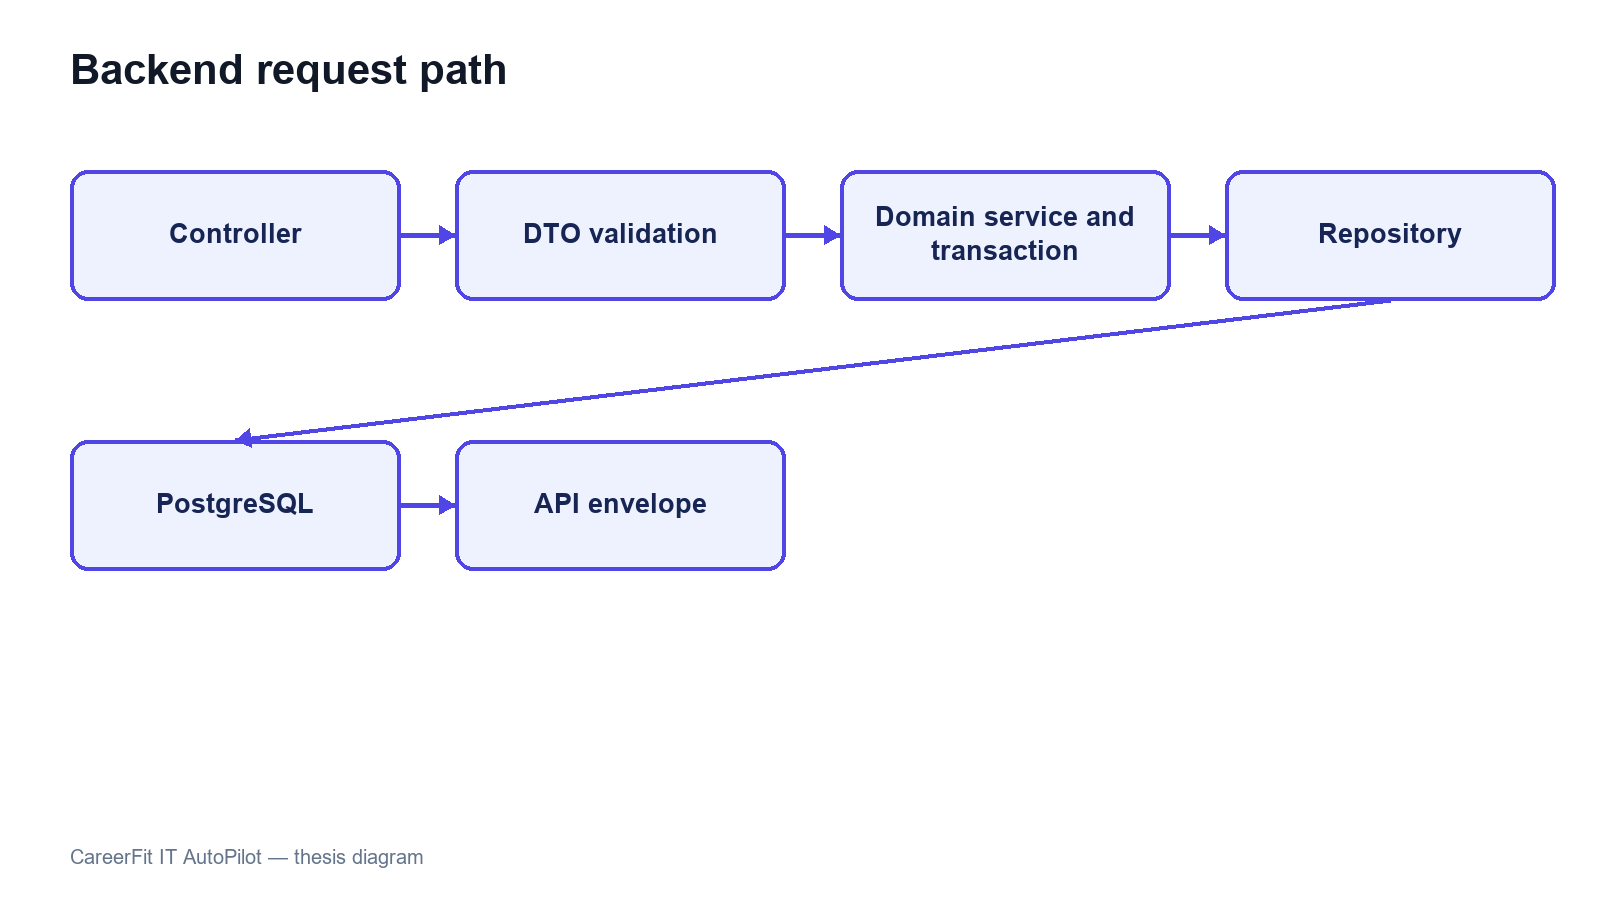 Backend request path
Controller
DTO validation
Domain service and
transaction
Repository
PostgreSQL
API envelope
CareerFit IT AutoPilot — thesis diagram